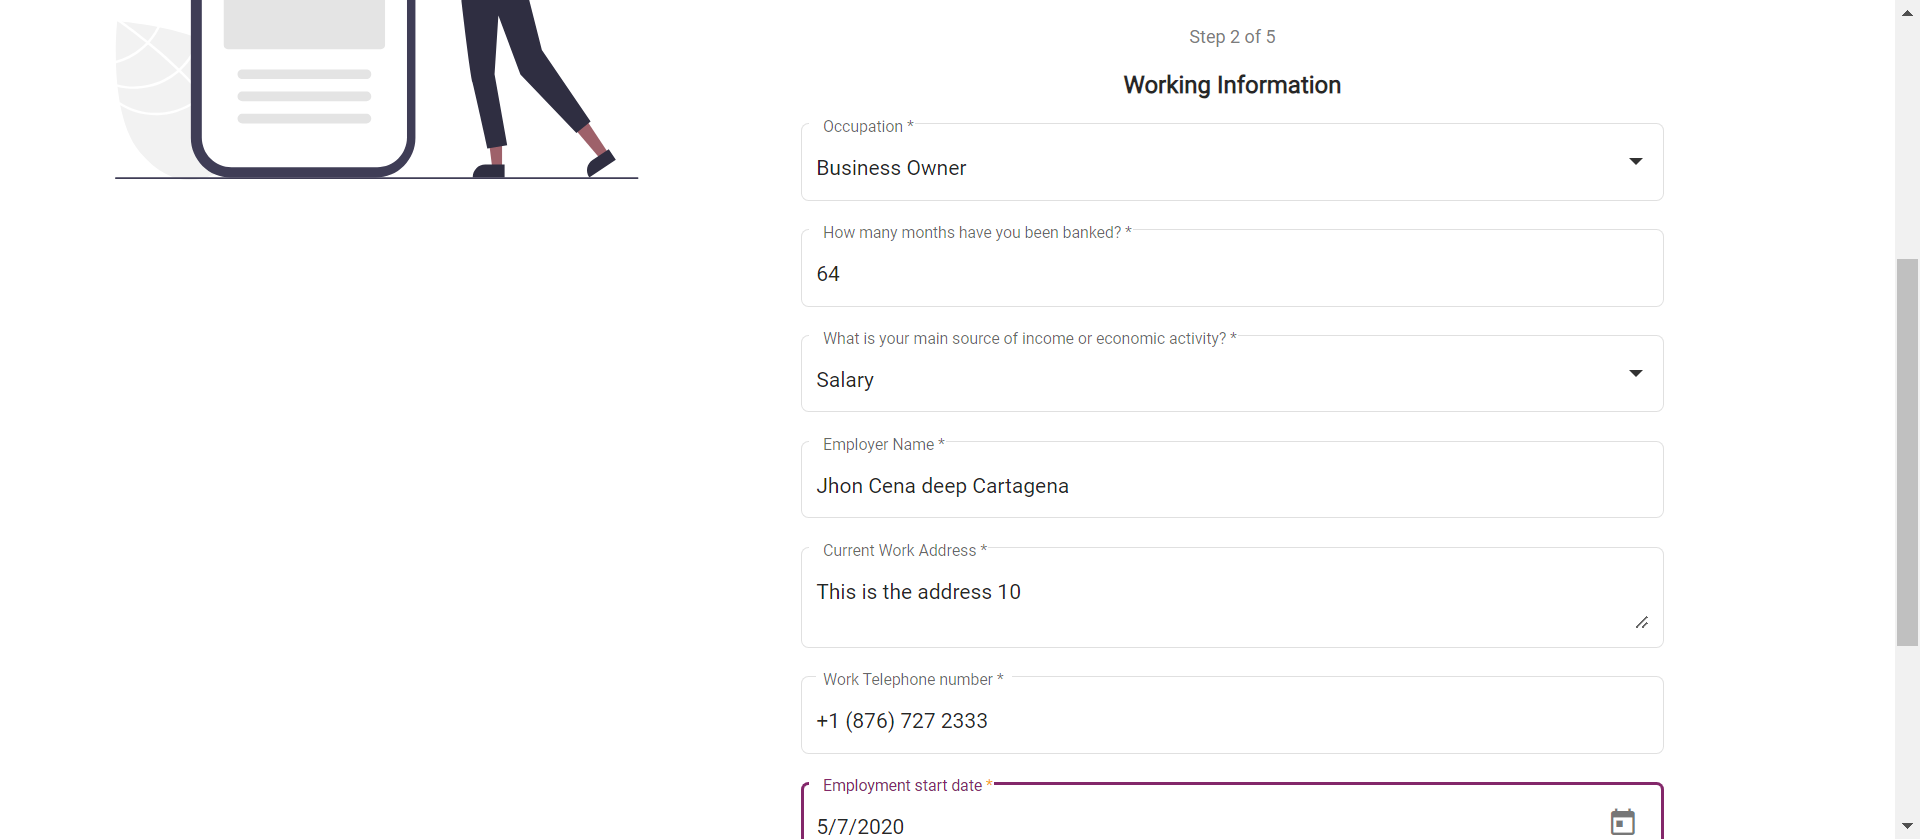 Step 2 of 5
Working Information
Occupation *
Business Owner
How many months have you been banked? *
64
What is your main source of income or economic activity? *
Salary
Employer Name *
Jhon Cena deep Cartagena
Current Work Address *
This is the address 10
Work Telephone number *
+1 (876) 727 2333
Employment start date *
5/7/2020